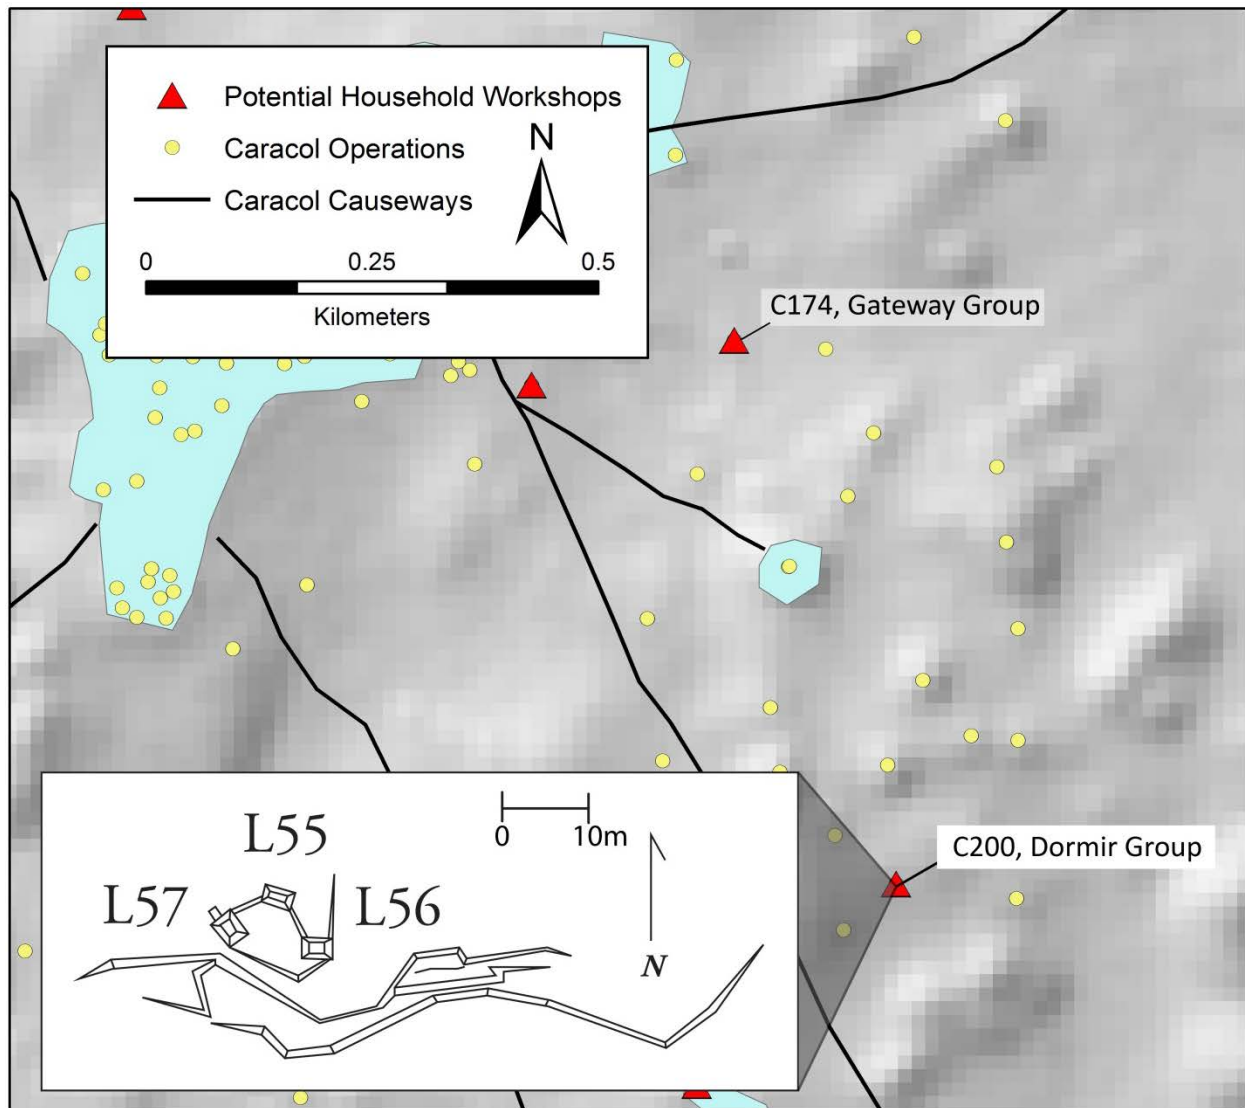 Potential Household Workshops
Caracol Operations
N
Caracol Causeways
0 0.25 0.5
Kilometers
C174, Gateway Group
L55
0 10m
L57
L56
N
C200, Dormir Group